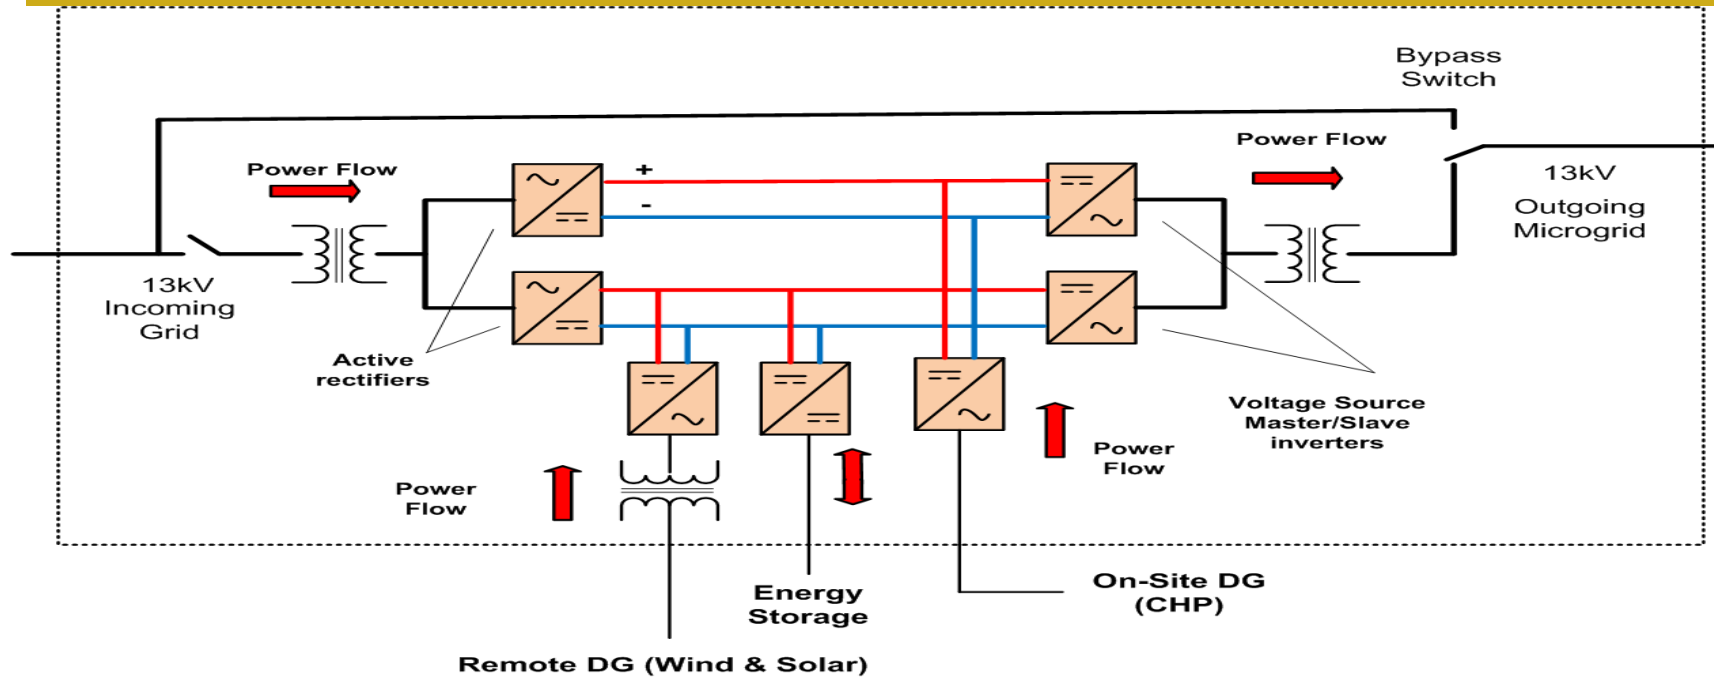 Bypass
Switch
Power Flow
Power Flow
+
-
13kV
Outgoing
Microgrid
13kV
Incoming
Grid
Active
rectifiers
Voltage Source
Master/Slave
inverters
Power
Flow
Power
Flow
Energy
Storage
On-Site DG
(CHP)
Remote DG (Wind & Solar)